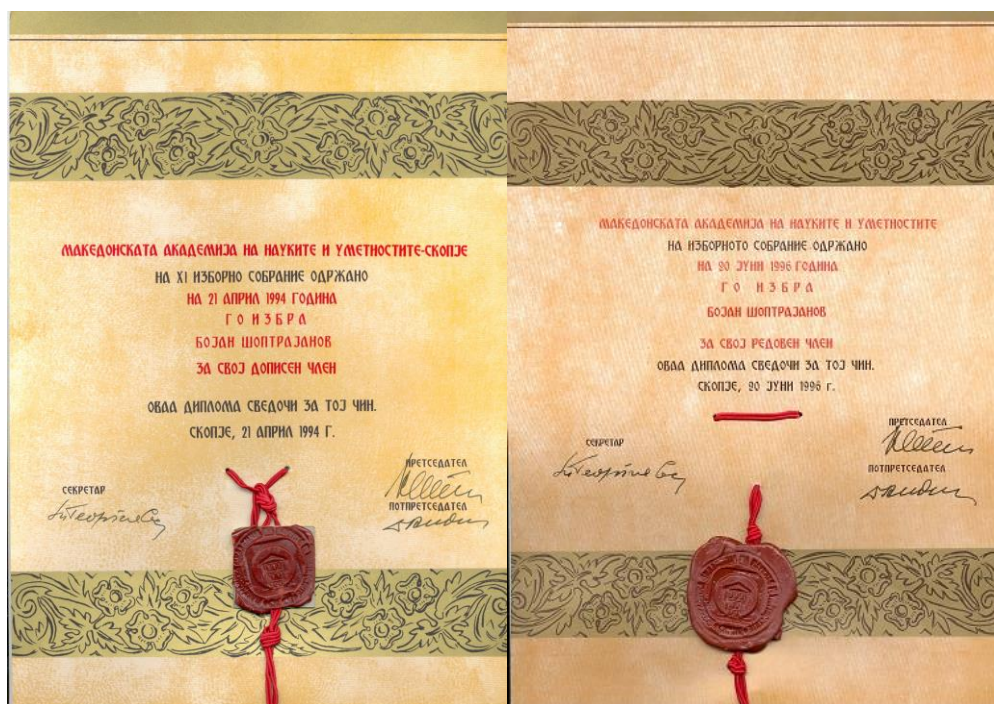 МАКЕДОНСКАТА АКАДЕМИЈА НА НАУКИТЕ И УМЕТНОСТИТЕ-СКОПЈЕ
НА XI ИЗБОРНО СОБРАНИЕ ОДРЖАНО
НА 21 АПРИЛ 1994 ГОДИНА
ГО ИЗБРА
БОЈАН ШОПТРАЈАНОВ
ЗА СВОЈ ДОПИСЕН ЧЛЕН
ОВАА ДИПЛОМА СВЕДОЧИ ЗА ТОЈ ЧИН.
СКОПЈЕ, 21 АПРИЛ 1994 Г.
СЕКРЕТАР
ПРЕТСЕДАТЕЛ
ПОТПРЕТСЕДАТЕЛ
МАКЕДОНСКАТА АКАДЕМИЈА НА НАУКИТЕ И УМЕТНОСТИТЕ
НА ИЗБОРНОТО СОБРАНИЕ ОДРЖАНО
НА 20 ЈУНИ 1996 ГОДИНА
ГО ИЗБРА
БОЈАН ШОПТРАЈАНОВ
ЗА СВОЈ РЕДОВЕН ЧЛЕН
ОВАА ДИПЛОМА СВЕДОЧИ ЗА ТОЈ ЧИН.
СКОПЈЕ, 20 ЈУНИ 1996 г.
СЕКРЕТАР
ПРЕТСЕДАТЕЛ
ПОТПРЕТСЕДАТЕЛ